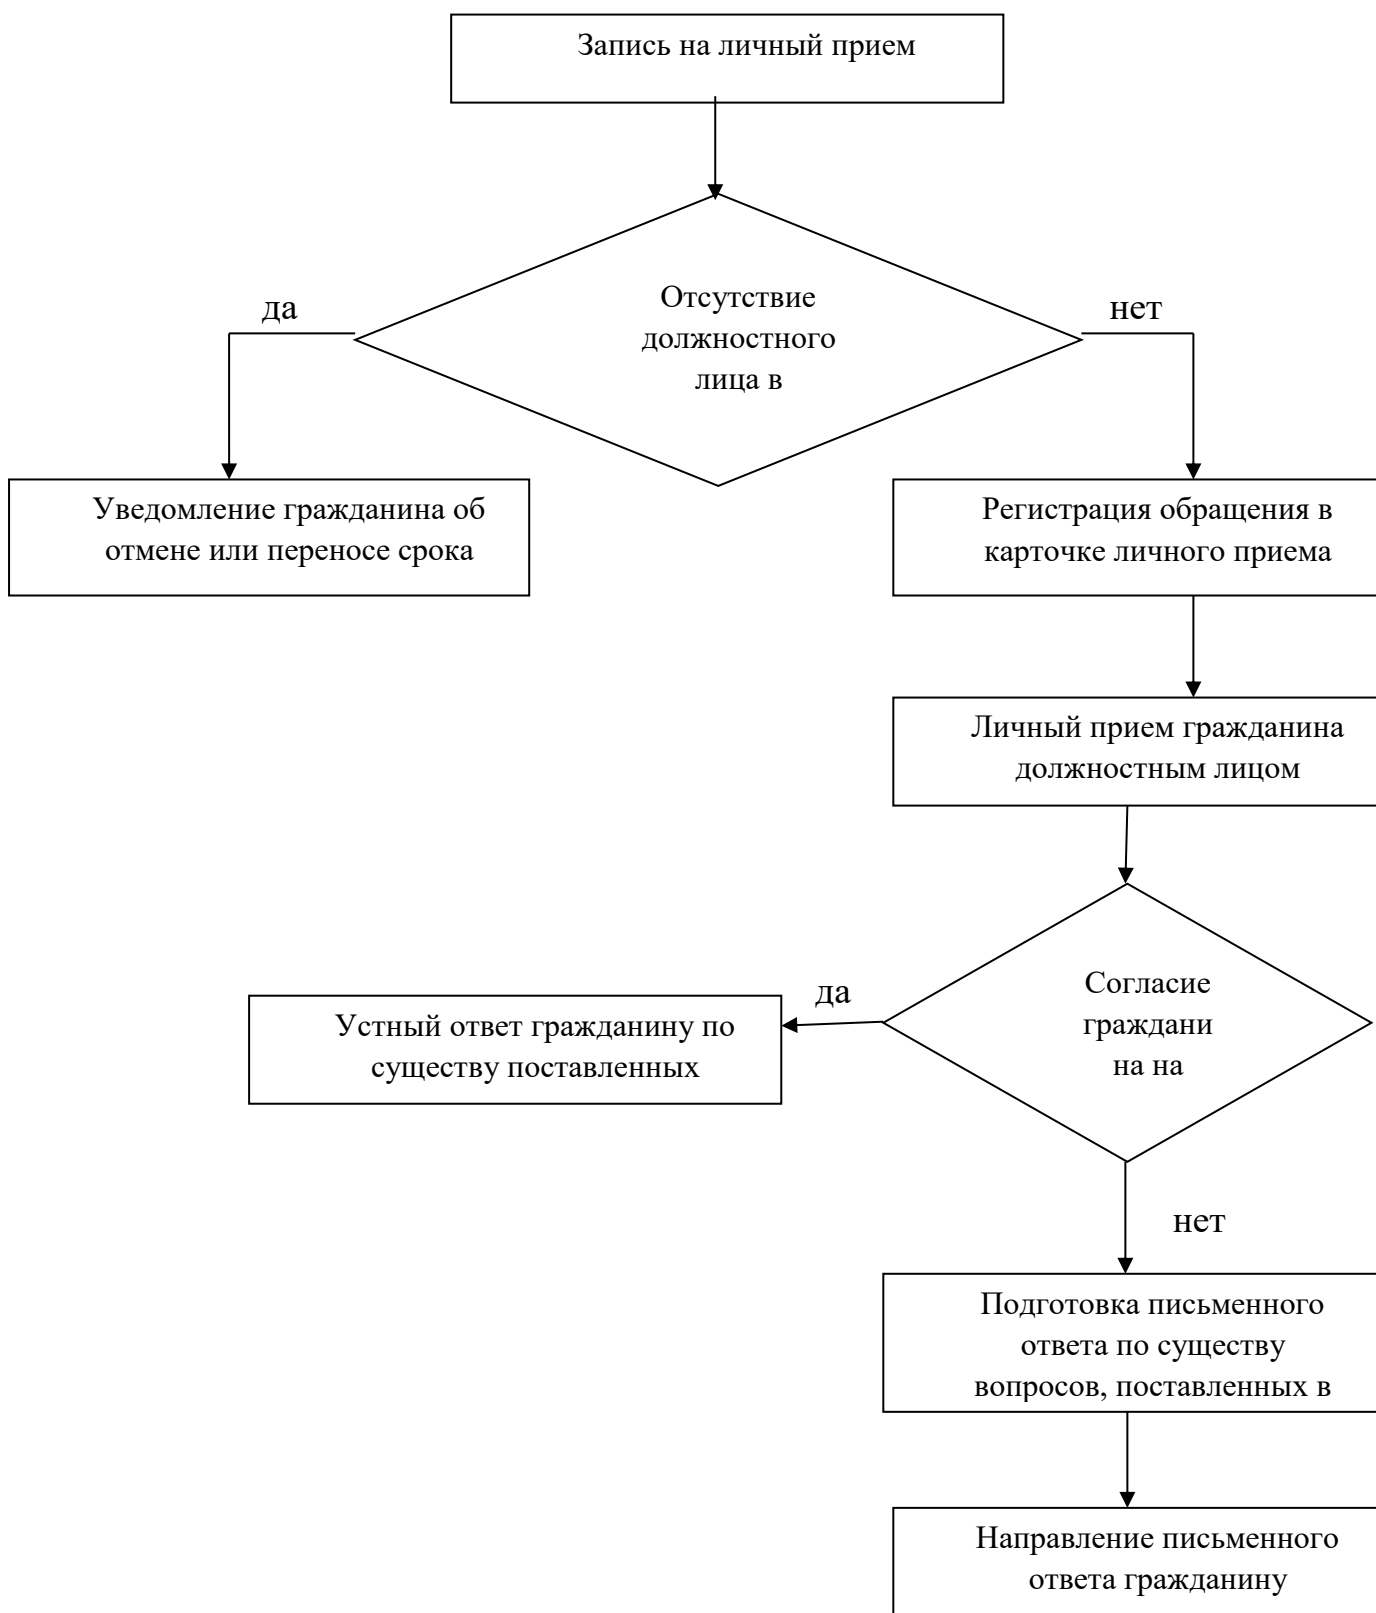 Запись на личный прием
Отсутствие
должностного
лица в
да
нет
Уведомление гражданина об
отмене или переносе срока
Регистрация обращения в
карточке личного приема
Личный прием гражданина
должностным лицом
Согласие
граждани
на на
да
Устный ответ гражданину по
существу поставленных
нет
Подготовка письменного
ответа по существу
вопросов, поставленных в
Направление письменного
ответа гражданину